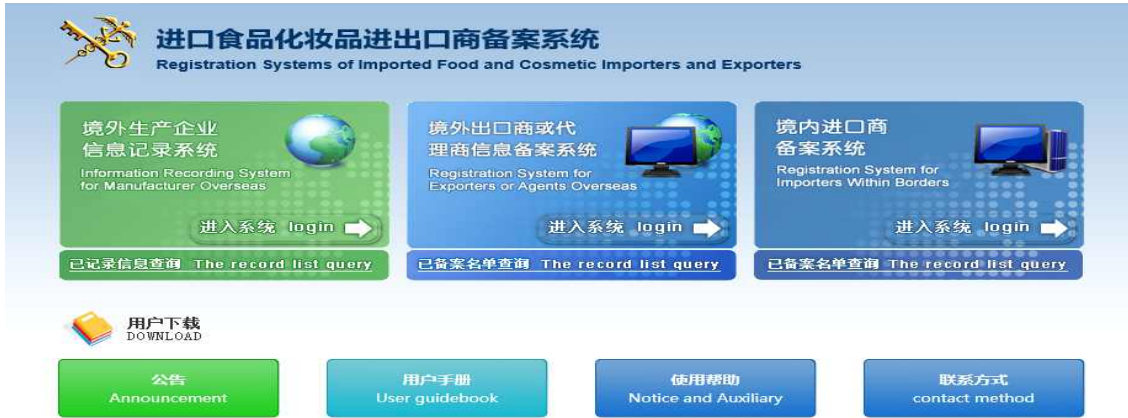 进口食品化妆品进出口商备案系统
Registration Systems of Imported Food and Cosmetic Importers and Exporters
境外生产企业
信息记录系统
Information Recording System
for Manufacturer Overseas
进入系统 login
已记录信息查询 The record list query
境外出口商或代
理商信息备案系统
Registration System for
Exporters or Agents Overseas
进入系统 login
已备案名单查询 The record list query
境内进口商
备案系统
Registration System for
Importers Within Borders
进入系统 login
已备案名单查询 The record list query
用户下载
DOWNLOAD
公告
Announcement
用户手册
User guidebook
使用帮助
Notice and Auxiliary
联系方式
contact method